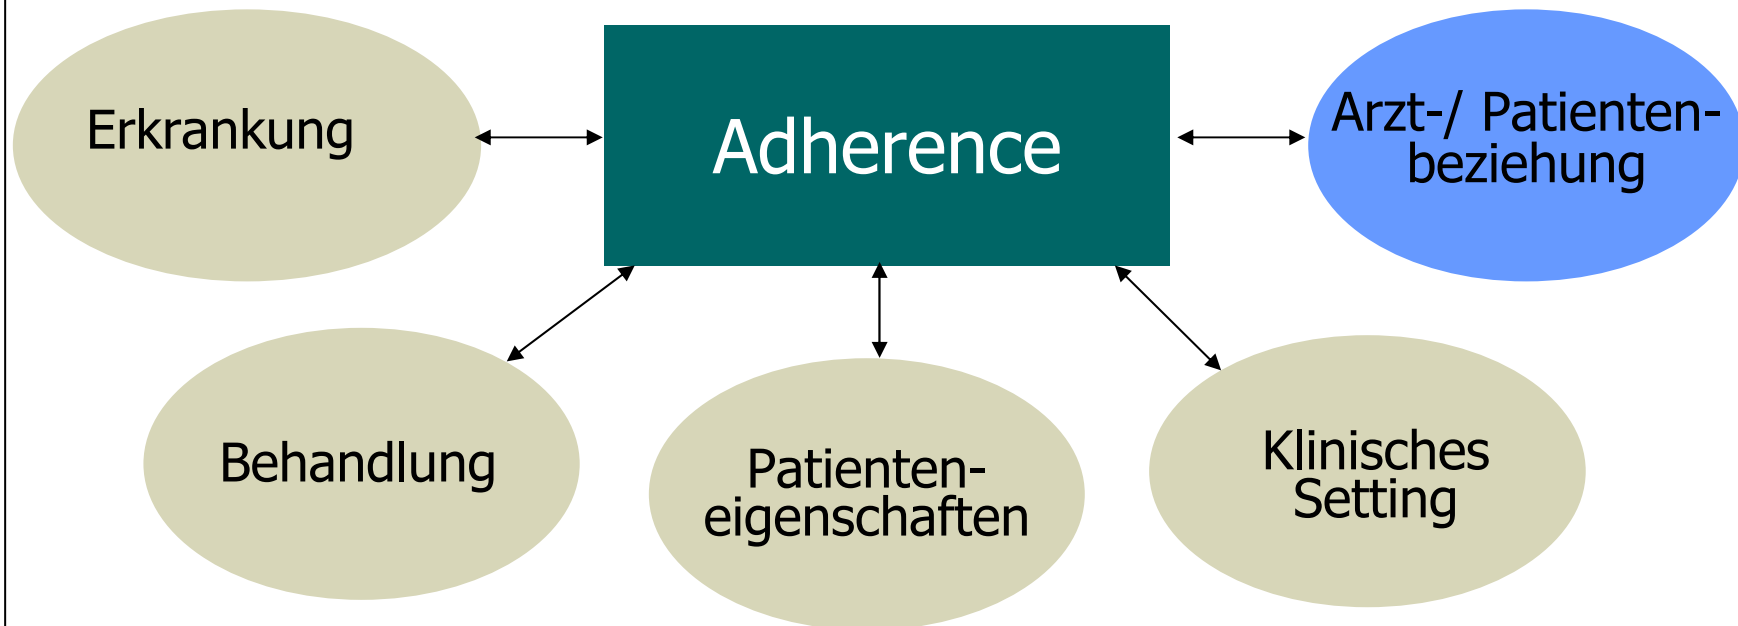 Erkrankung
Adherence
Arzt-/ Patienten-
beziehung
Behandlung
Patienten-
eigenschaften
Klinisches
Setting